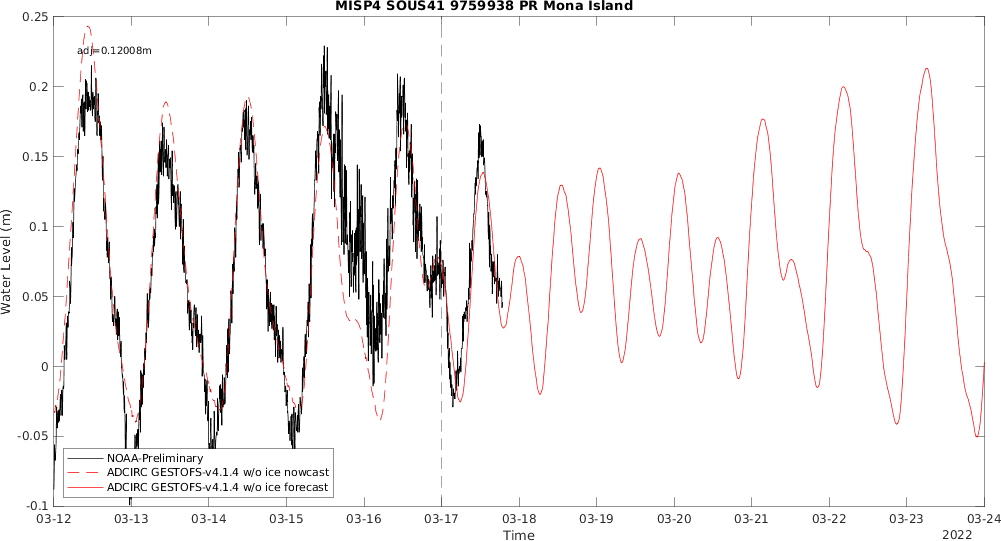 MISP4 SOUS41 9759938 PR Mona Island
adj=0.12008m
Water Level (m)
0.25
0.2
0.15
0.1
0.05
0
-0.05
-0.1
NOAA-Preliminary
ADCIRC GESTOFS-v4.1.4 w/o ice nowcast
ADCIRC GESTOFS-v4.1.4 w/o ice forecast
03-12 03-13 03-14 03-15 03-16 03-17 03-18 03-19 03-20 03-21 03-22 03-23 03-24
Time
2022